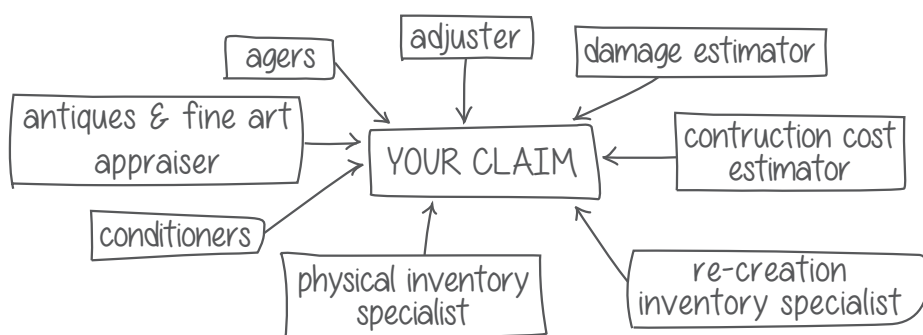 adjuster
agers
damage estimator
antiques & fine art
appraiser
YOUR CLAIM
contruction cost
estimator
conditioners
physical inventory
specialist
re-creation
inventory specialist